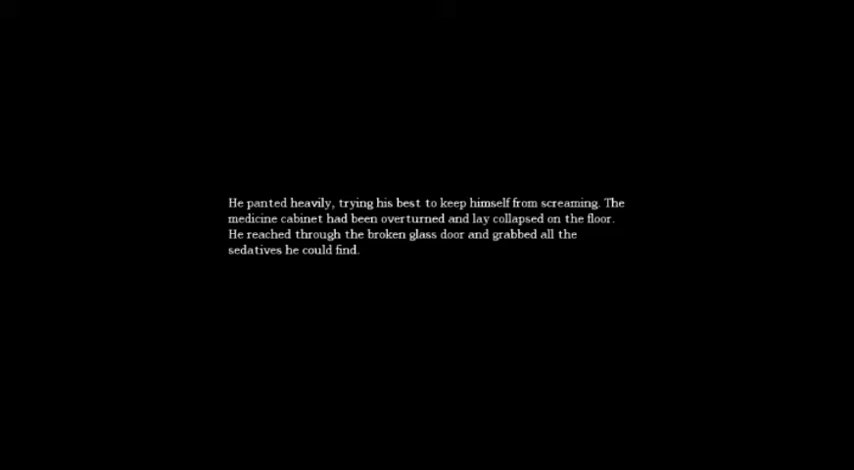 He panted heavily, trying his best to keep himself from screaming. The
medicine cabinet had been overturned and lay collapsed on the floor.
He reached through the broken glass door and grabbed all the
sedatives he could find.